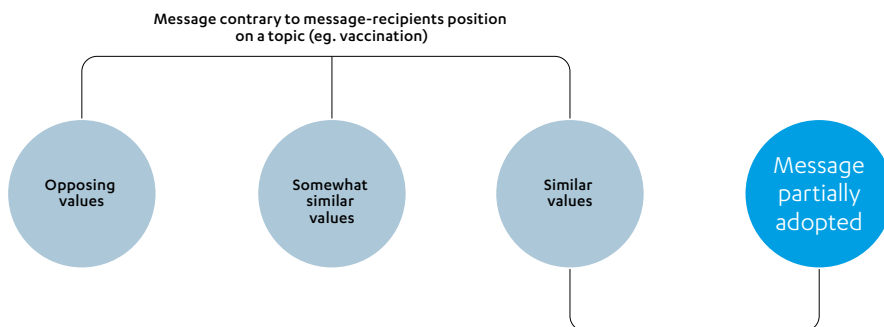 Message contrary to message-recipients position
on a topic (eg. vaccination)
Opposing
values
Somewhat
similar
values
Similar
values
Message
partially
adopted